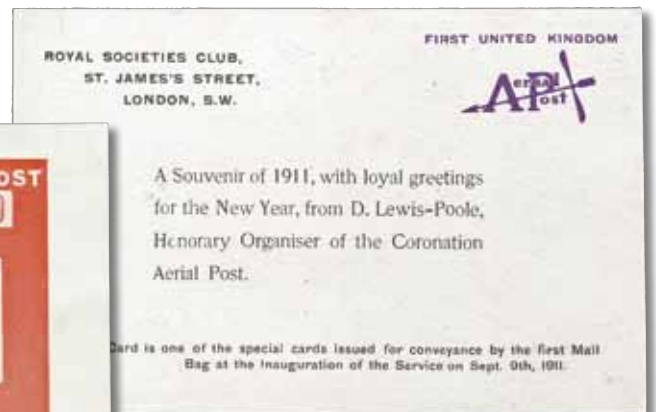 ROYAL SOCIETIES CLUB,
ST. JAMES'S STREET,
LONDON, S.W.
FIRST UNITED KINGDOM
Aerial
Post
A Souvenir of 1911, with loyal greetings
for the New Year, from D. Lewis-Poole,
Honorary Organiser of the Coronation
Aerial Post.
Card is one of the special cards issued for conveyance by the first Mail
Bag at the Inauguration of the Service on Sept. 9th, 1911.
OST